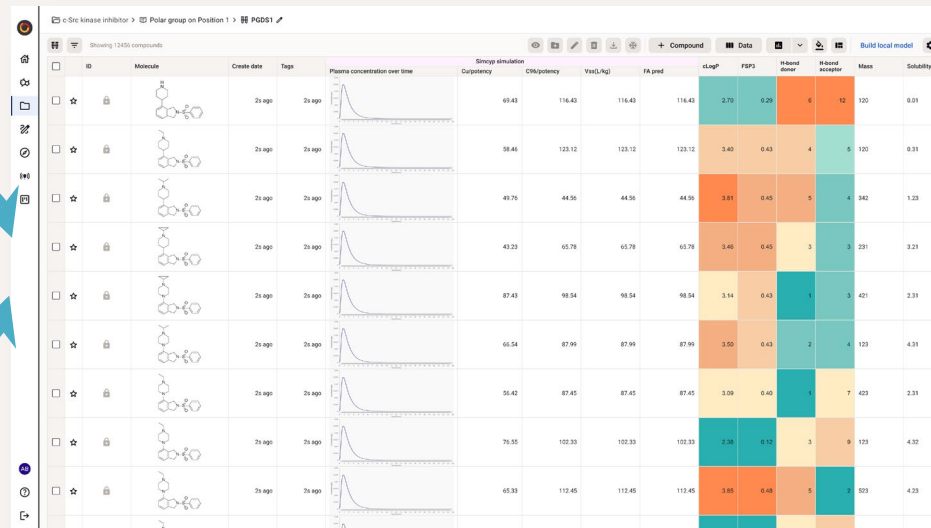 c-Src kinase inhibitor > Polar group on Position 1 > PGDS1
Showing 12456 compounds
+ Compound Data Build local model
Simcyp simulation
ID Molecule Create date Tags Plasma concentration over time Cu/potency C96/potency Vss(L/kg) FA pred cLogP FSP3 H-bond donor H-bond acceptor Mass Solubility
2s ago 2s ago 69.43 116.43 116.43 116.43 2.70 0.29 6 12 120 0.01
2s ago 2s ago 58.46 123.12 123.12 123.12 3.40 0.43 4 5 120 0.31
2s ago 2s ago 49.76 44.56 44.56 44.56 3.81 0.45 5 4 342 1.23
2s ago 2s ago 43.23 65.78 65.78 65.78 3.46 0.45 3 3 231 3.21
2s ago 2s ago 87.43 98.54 98.54 98.54 3.14 0.43 1 3 421 2.31
2s ago 2s ago 66.54 87.99 87.99 87.99 3.50 0.43 2 4 123 4.31
2s ago 2s ago 56.42 87.45 87.45 87.45 3.09 0.40 1 7 423 2.31
2s ago 2s ago 76.55 102.33 102.33 102.33 2.38 0.12 3 9 123 4.32
AB
2s ago 2s ago 65.33 112.45 112.45 112.45 3.85 0.48 5 2 523 4.23